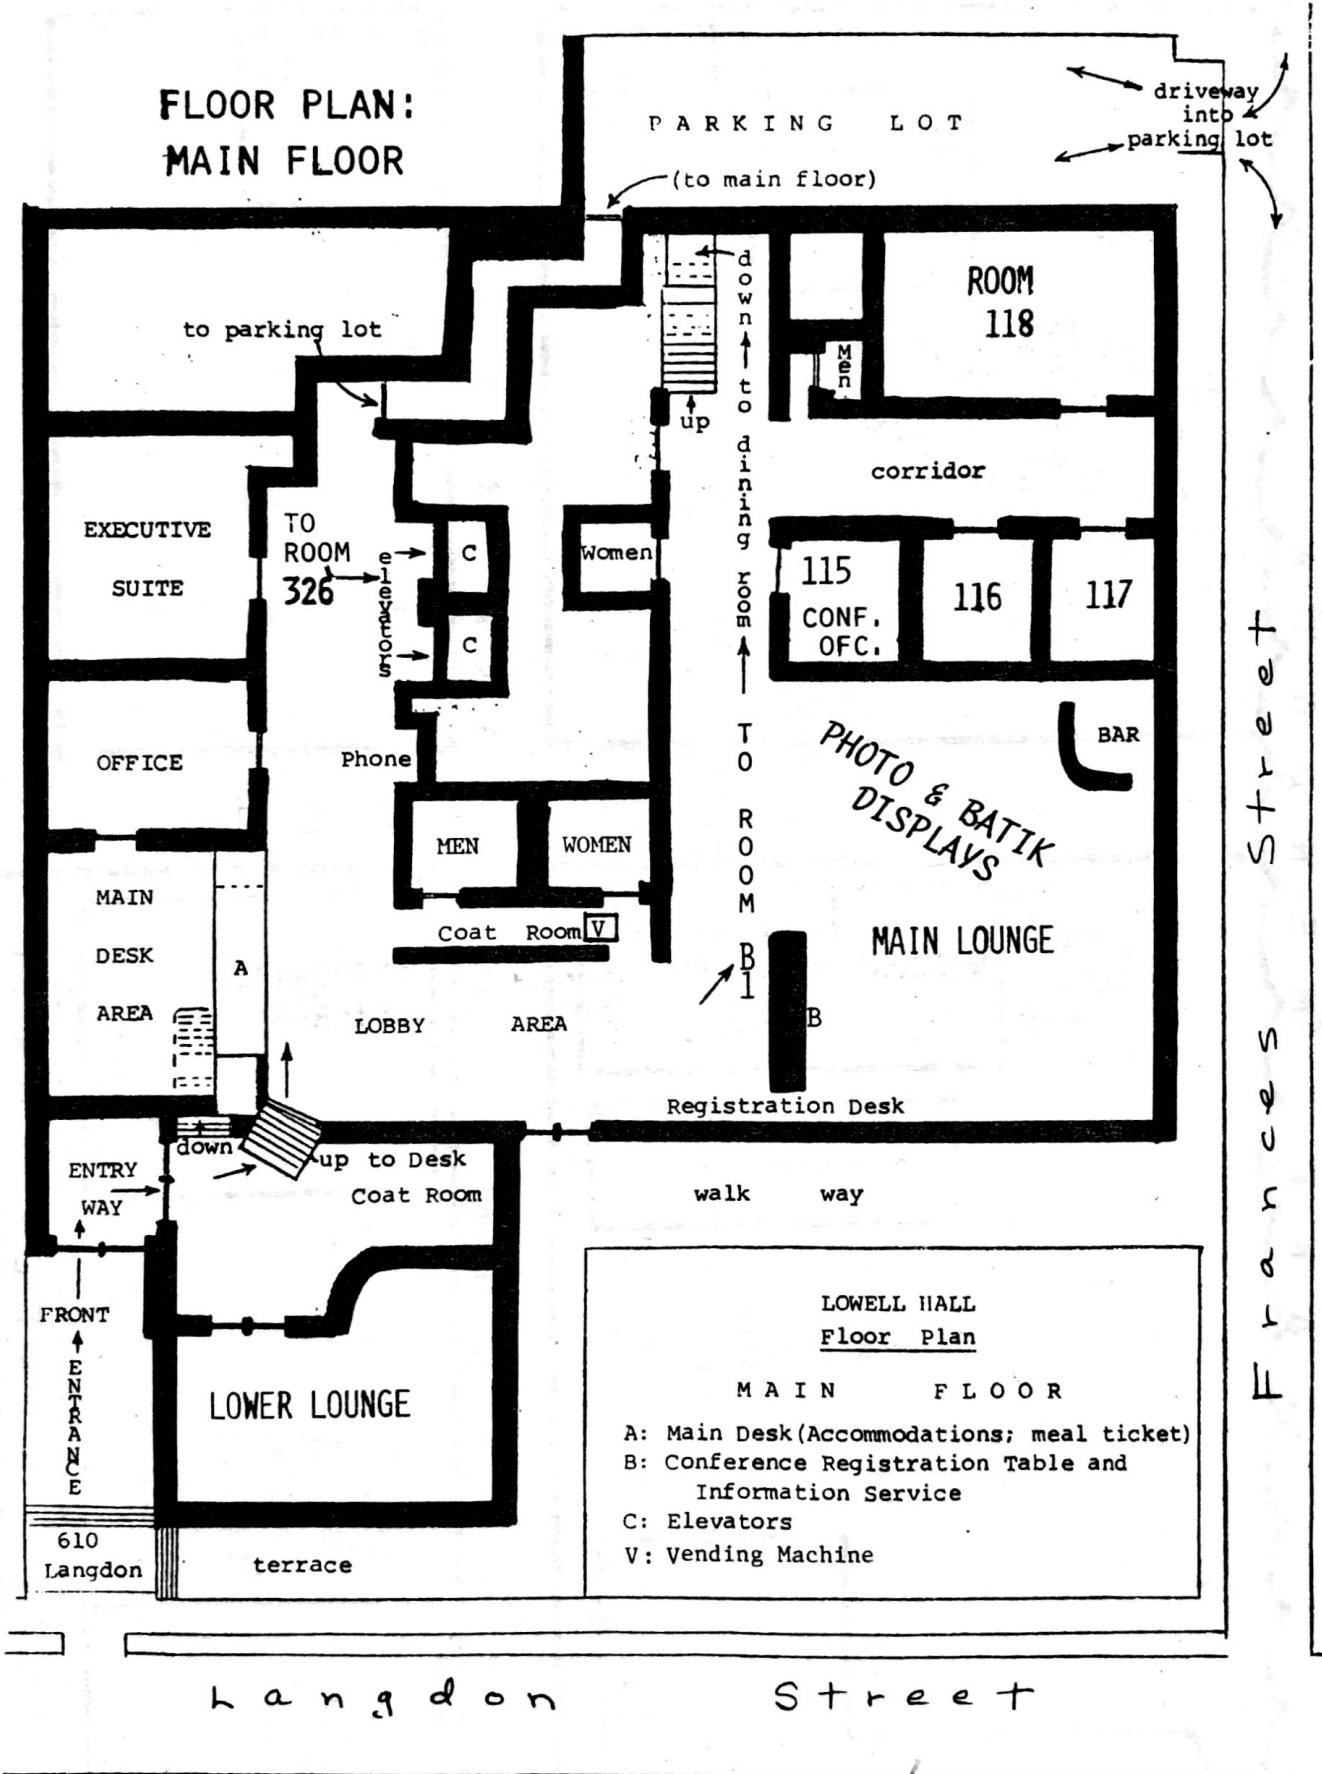 FLOOR PLAN:
MAIN FLOOR
PARKING LOT
driveway
into
parking lot
(to main floor)
to parking lot
down
to
dining
room
up
Men
ROOM
118
corridor
EXECUTIVE
SUITE
TO
ROOM
326
elevators
C
C
Women
115
CONF.
OFC.
116
117
OFFICE
Phone
MEN
WOMEN
TO ROOM B1
PHOTO & BATIK
DISPLAYS
BAR
MAIN
DESK
AREA
A
Coat Room
V
MAIN LOUNGE
LOBBY AREA
B
Registration Desk
down
up to Desk
Coat Room
ENTRY
WAY
walk way
FRONT
ENTRANCE
LOWER LOUNGE
610
Langdon
terrace
LOWELL HALL
Floor Plan
MAIN FLOOR
A: Main Desk(Accommodations; meal ticket)
B: Conference Registration Table and
Information Service
C: Elevators
V: Vending Machine
Frances Street
Langdon Street